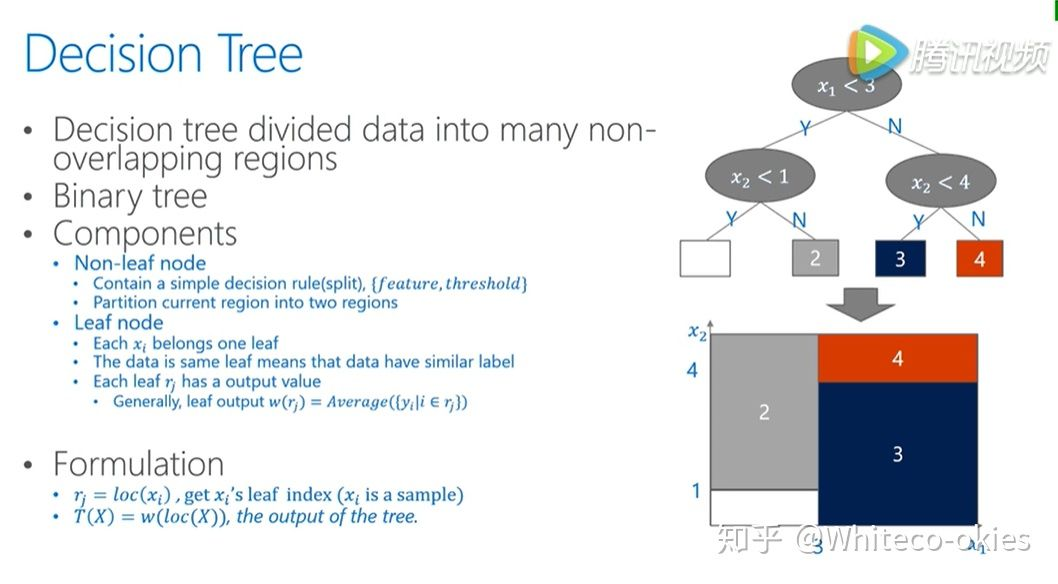 Decision Tree
腾讯视频
• Decision tree divided data into many non-
overlapping regions
• Binary tree
• Components
• Non-leaf node
• Contain a simple decision rule(split), {feature, threshold}
• Partition current region into two regions
• Leaf node
• Each xᵢ belongs one leaf
• The data is same leaf means that data have similar label
• Each leaf rⱼ has a output value
• Generally, leaf output w(rⱼ) = Average({yᵢ|i ∈ rⱼ})
• Formulation
• rⱼ = loc(xᵢ) , get xᵢ's leaf index (xᵢ is a sample)
• T(X) = w(loc(X)), the output of the tree.
x₁ < 3
Y N
x₂ < 1 x₂ < 4
Y N Y N
2 3 4
x₂
4
4
2
3
1
3 x₁
知乎 @Whiteco-okies